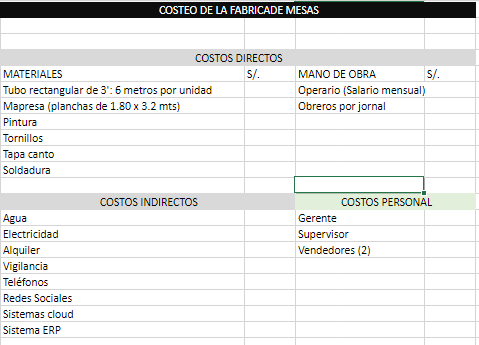 COSTEO DE LA FABRICADE MESAS
COSTOS DIRECTOS
MATERIALES S/. MANO DE OBRA S/.
Tubo rectangular de 3': 6 metros por unidad Operario (Salario mensual)
Mapresa (planchas de 1.80 x 3.2 mts) Obreros por jornal
Pintura
Tornillos
Tapa canto
Soldadura
COSTOS INDIRECTOS COSTOS PERSONAL
Agua Gerente
Electricidad Supervisor
Alquiler Vendedores (2)
Vigilancia
Teléfonos
Redes Sociales
Sistemas cloud
Sistema ERP